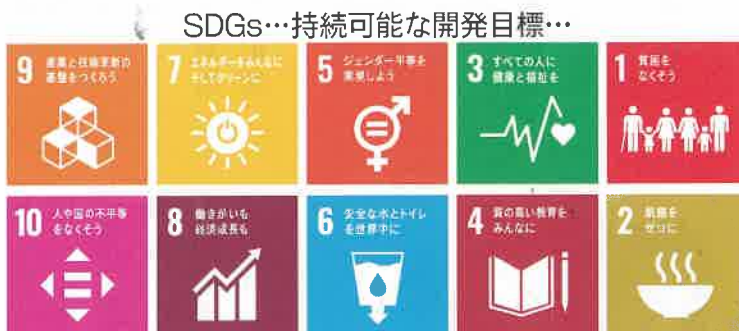 SDGs…持続可能な開発目標…
9 産業と技術革新の
基盤をつくろう
7 エネルギーをみんなに
そしてクリーンに
5 ジェンダー平等を
実現しよう
3 すべての人に
健康と福祉を
1 貧困を
なくそう
10 人や国の不平等
をなくそう
8 働きがいも
経済成長も
6 安全な水とトイレ
を世界中に
4 質の高い教育を
みんなに
2 飢餓を
ゼロに